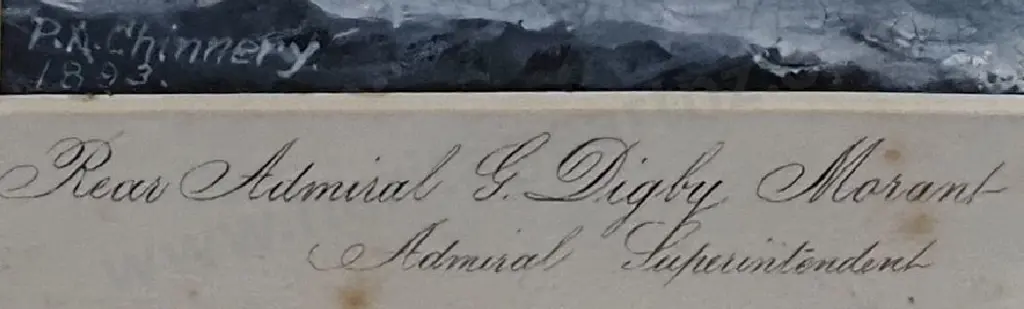 P.A. Chinnery.
1893.
Rear Admiral G. Digby Morant
Admiral Superintendent